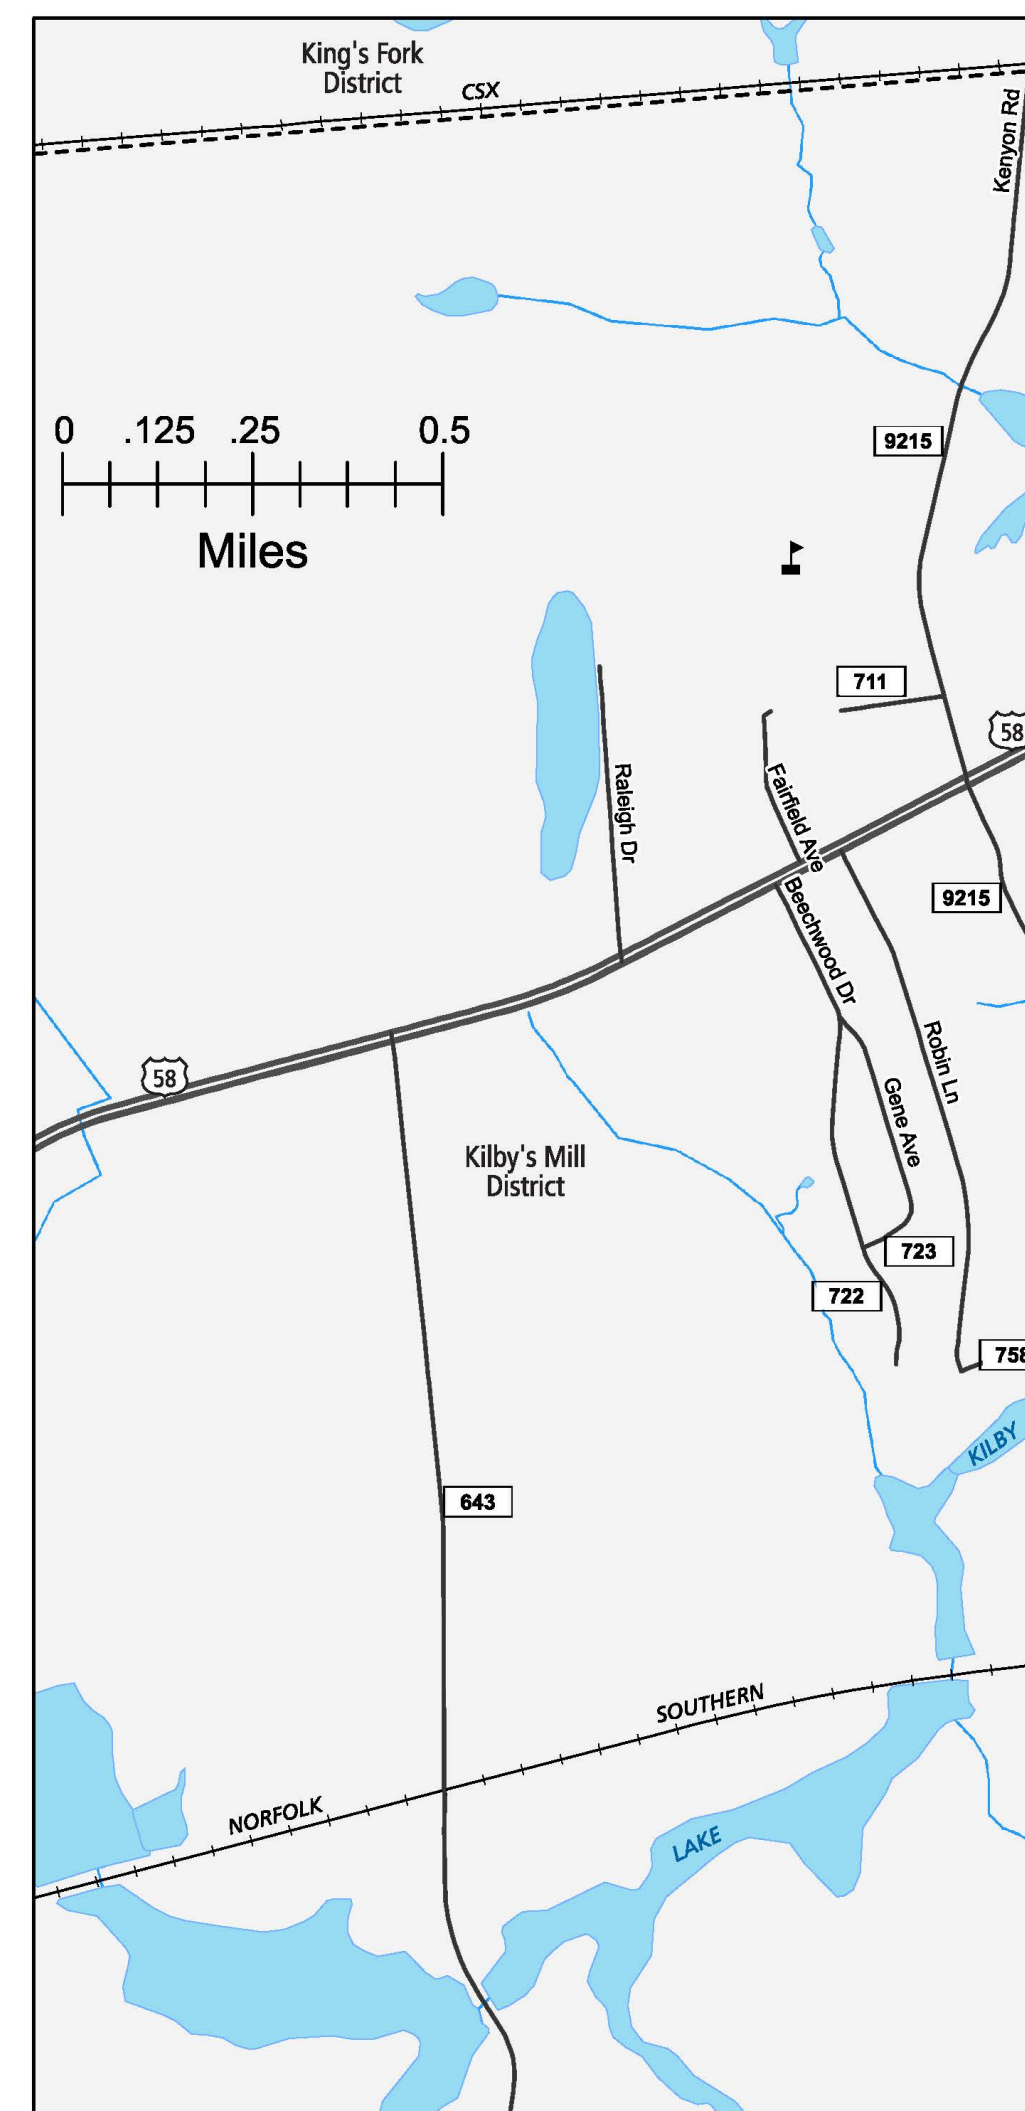 King's Fork
District
CSX
Kenyon Rd
0 .125 .25 0.5
Miles
9215
711
58
Raleigh Dr
Fairfield Ave
Beechwood Dr
9215
Robin Ln
58
Gene Ave
Kilby's Mill
District
723
722
758
KILBY
643
SOUTHERN
NORFOLK
LAKE